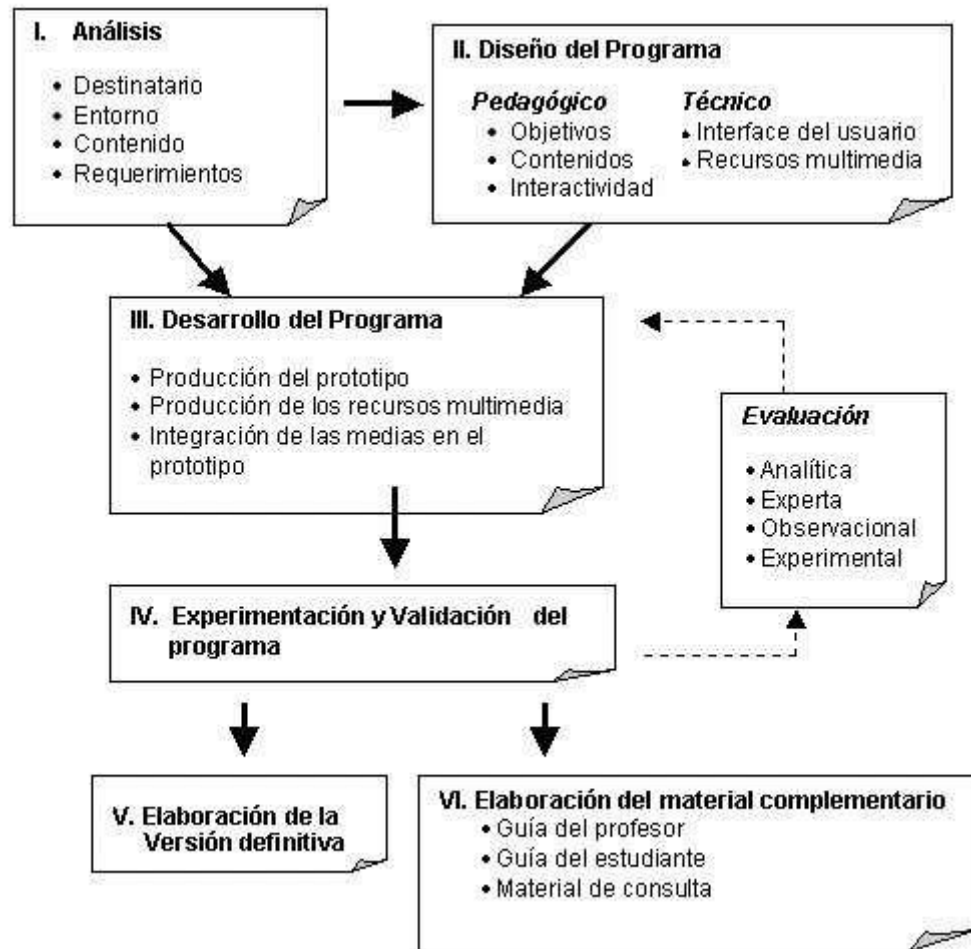 I. Análisis
• Destinatario
• Entorno
• Contenido
• Requerimientos
II. Diseño del Programa
Pedagógico
• Objetivos
• Contenidos
• Interactividad
Técnico
• Interface del usuario
• Recursos multimedia
III. Desarrollo del Programa
• Producción del prototipo
• Producción de los recursos multimedia
• Integración de las medias en el
prototipo
Evaluación
• Analítica
• Experta
• Observacional
• Experimental
IV. Experimentación y Validación del
programa
V. Elaboración de la
Versión definitiva
VI. Elaboración del material complementario
• Guía del profesor
• Guía del estudiante
• Material de consulta